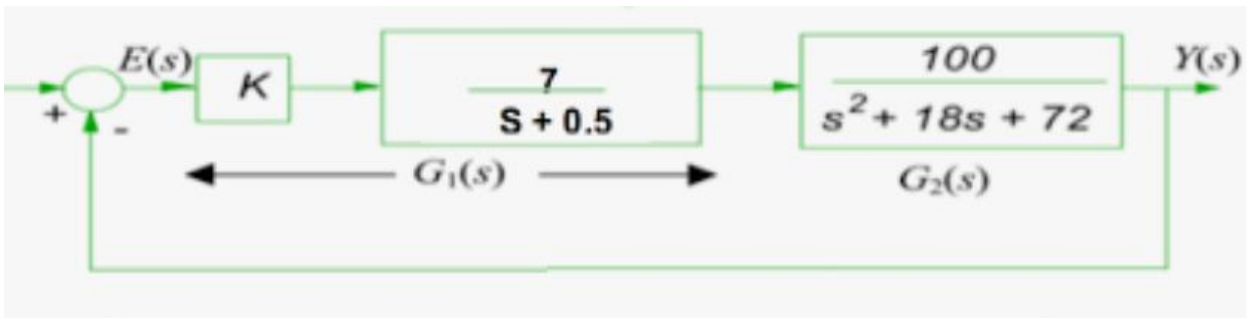 E(s)
K
7
S + 0.5
100
s² + 18s + 72
Y(s)
+
-
G₁(s)
G₂(s)